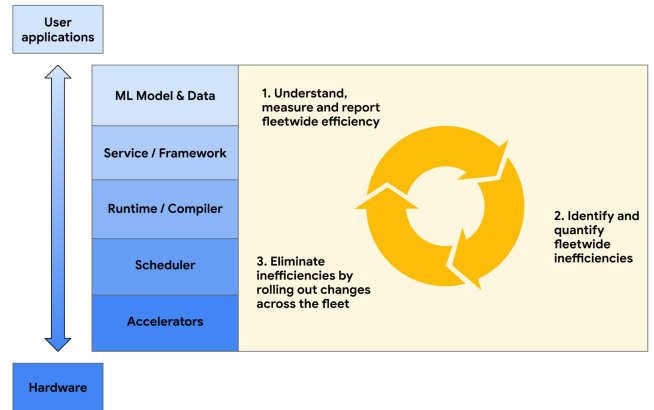 User
applications
ML Model & Data
Service / Framework
Runtime / Compiler
Scheduler
Accelerators
Hardware
1. Understand,
measure and report
fleetwide efficiency
2. Identify and
quantify
fleetwide
inefficiencies
3. Eliminate
inefficiencies by
rolling out changes
across the fleet